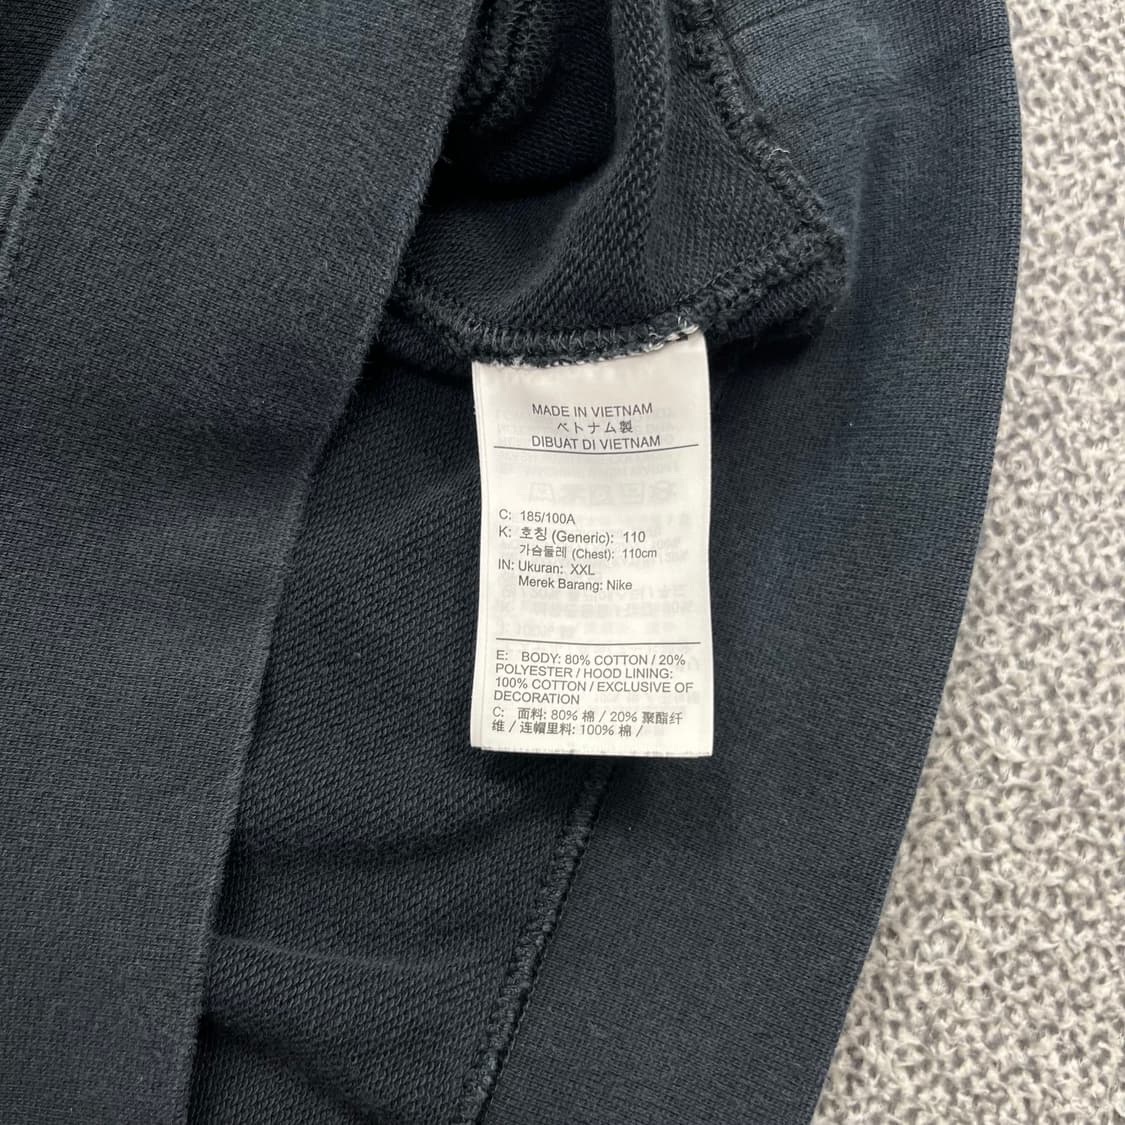 MADE IN VIETNAM
ベトナム製
DIBUAT DI VIETNAM
C: 185/100A
K: 호칭 (Generic): 110
가슴둘레 (Chest): 110cm
IN: Ukuran: XXL
Merek Barang: Nike
E: BODY: 80% COTTON / 20%
POLYESTER / HOOD LINING:
100% COTTON / EXCLUSIVE OF
DECORATION
C: 面料: 80% 棉 / 20% 聚酯纤
维 / 连帽里料: 100% 棉 /